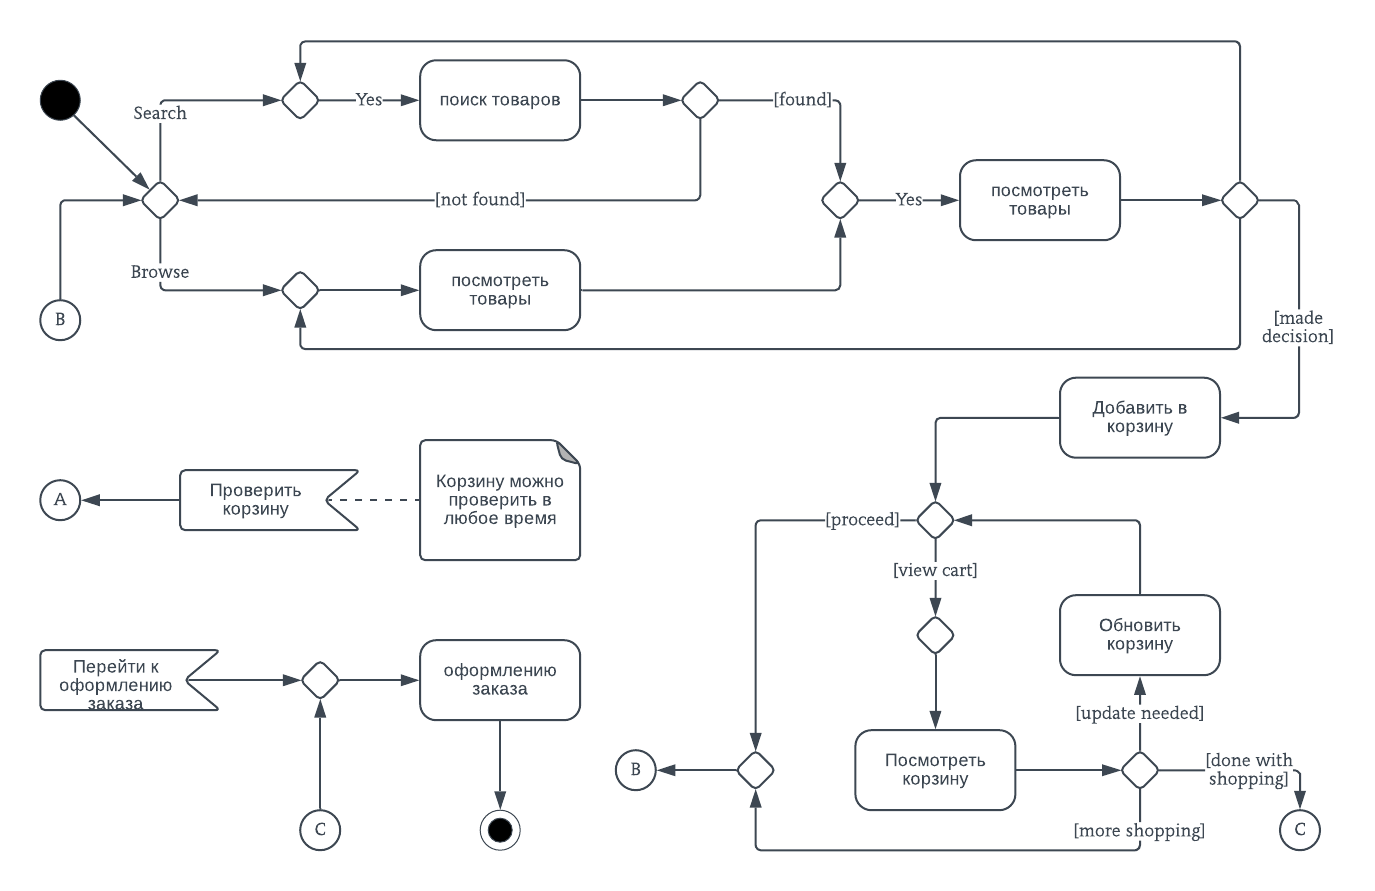 Search
Yes
поиск товаров
[found]
[not found]
Yes
посмотреть
товары
Browse
посмотреть
товары
B
[made
decision]
Добавить в
корзину
A
Проверить
корзину
Корзину можно
проверить в
любое время
[proceed]
[view cart]
Обновить
корзину
Перейти к
оформлению
заказа
оформлению
заказа
[update needed]
B
Посмотреть
корзину
[done with
shopping]
C
[more shopping]
C